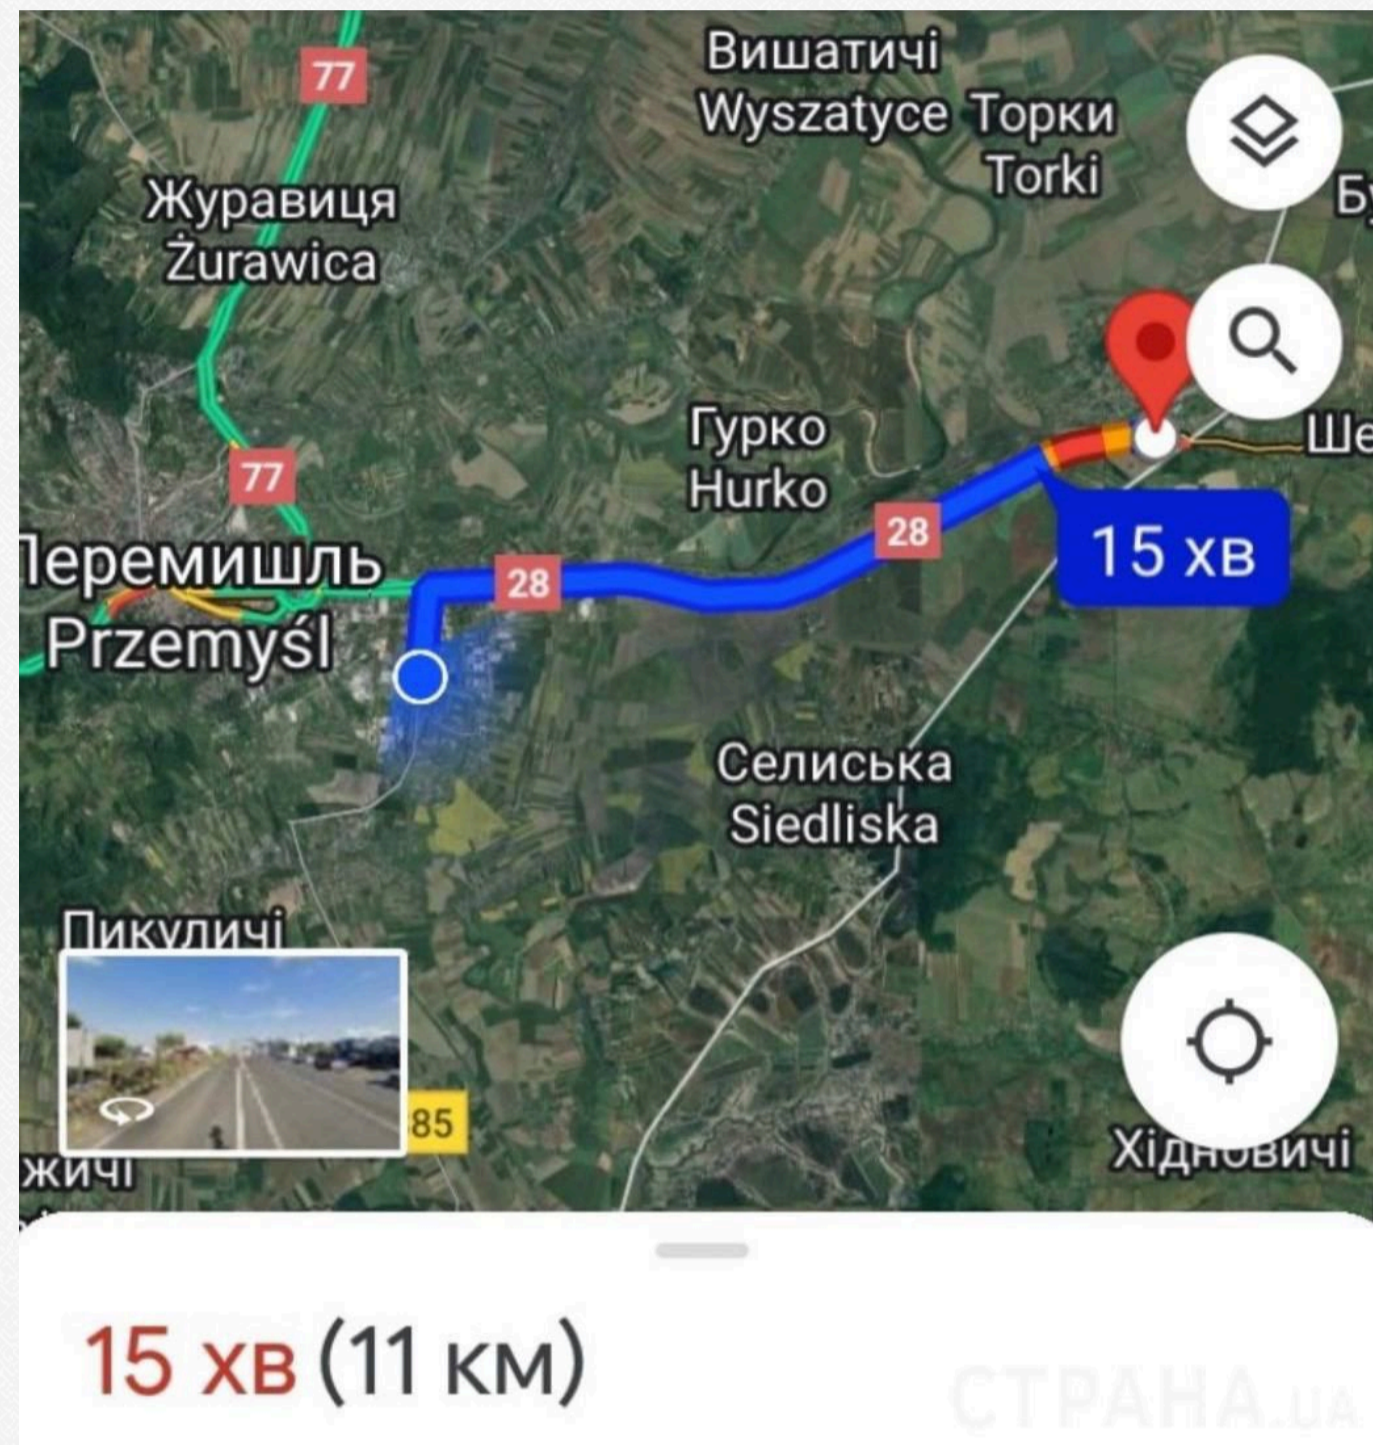 77
Вишатичі
Wyszatyce
Торки
Torki
Журавиця
Żurawica
Гурко
Hurko
77
28
15 хв
28
Перемишль
Przemyśl
Селиська
Siedliska
Пикуличі
85
Хідновичі
15 хв (11 км)
СТРАНА.UA